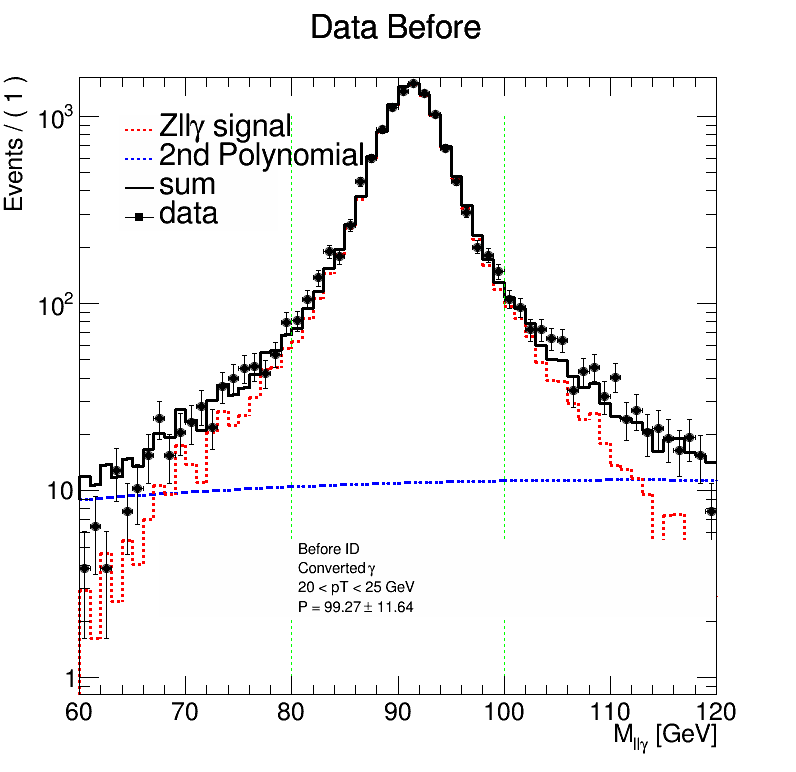 Data Before
Events / ( 1 )
10³
10²
10
1
Zllγ signal
2nd Polynomial
sum
data
Before ID
Converted γ
20 < pT < 25 GeV
P = 99.27 ± 11.64
60 70 80 90 100 110 120
M_llγ [GeV]